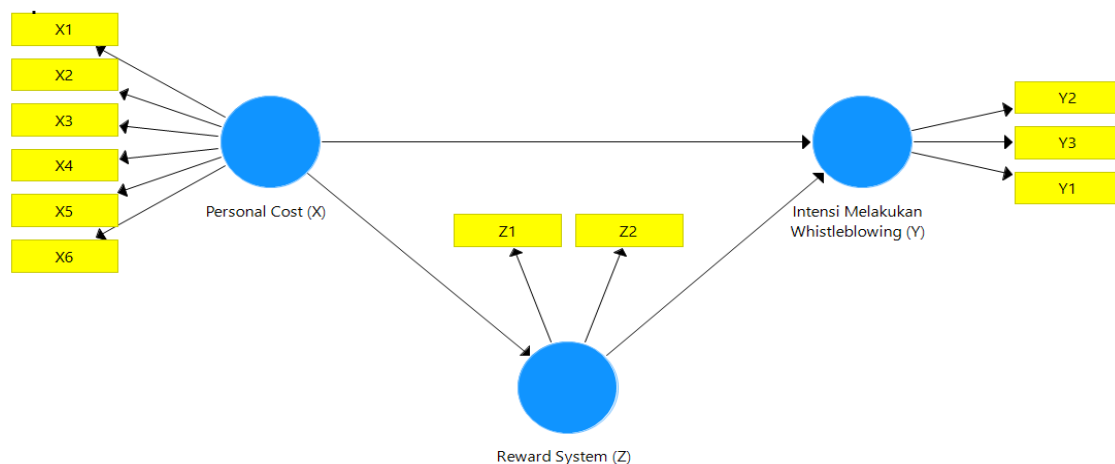 X1
X2
X3
X4
X5
X6
Personal Cost (X)
Z1
Z2
Reward System (Z)
Y2
Y3
Y1
Intensi Melakukan
Whistleblowing (Y)